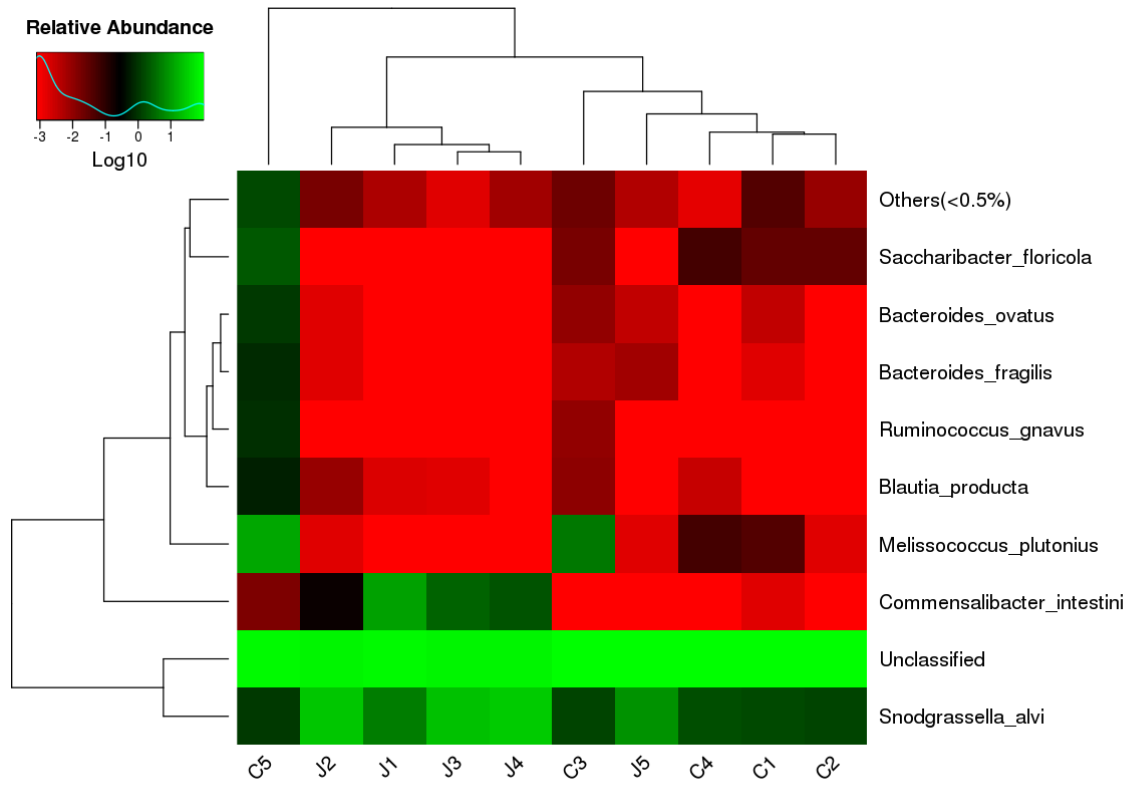 Relative Abundance
-3 -2 -1 0 1
Log10
Others(<0.5%)
Saccharibacter_floricola
Bacteroides_ovatus
Bacteroides_fragilis
Ruminococcus_gnavus
Blautia_producta
Melissococcus_plutonius
Commensalibacter_intestini
Unclassified
Snodgrassella_alvi
C5 J2 J1 J3 J4 C3 J5 C4 C1 C2